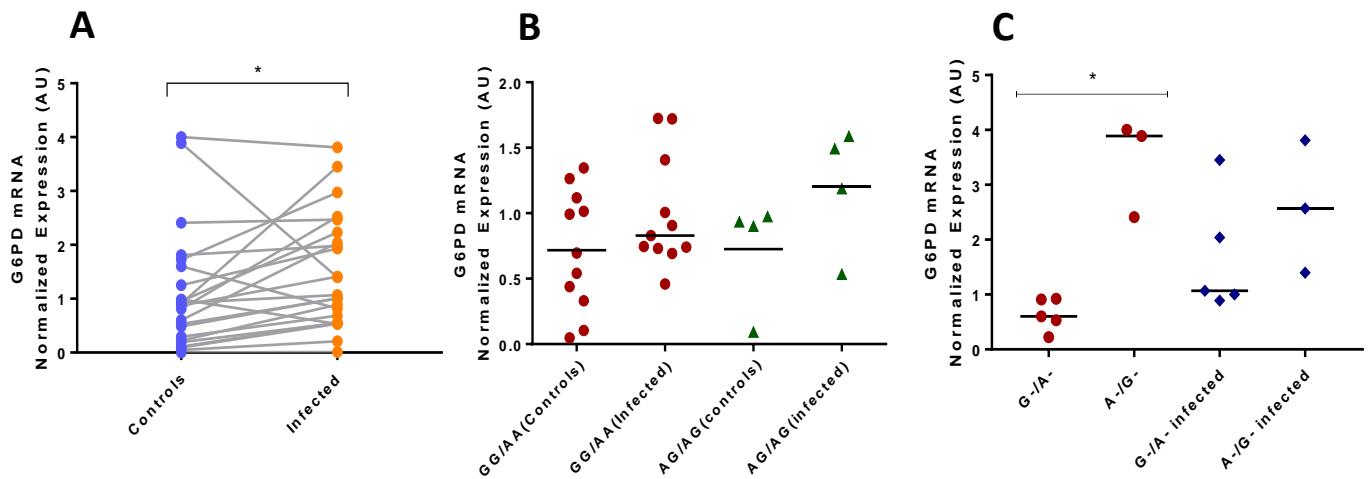 A
B
C
G6PD mRNA
Normalized Expression (AU)
*
5
4
3
2
1
0
Controls
Infected
G6PD mRNA
Normalized Expression (AU)
2.0
1.5
1.0
0.5
0.0
GG/AA(Controls)
GG/AA(Infected)
AG/AG(controls)
AG/AG(infected)
G6PD mRNA
Normalized Expression (AU)
*
5
4
3
2
1
0
G-/A-
A-/G-
G-/A- infected
A-/G- infected